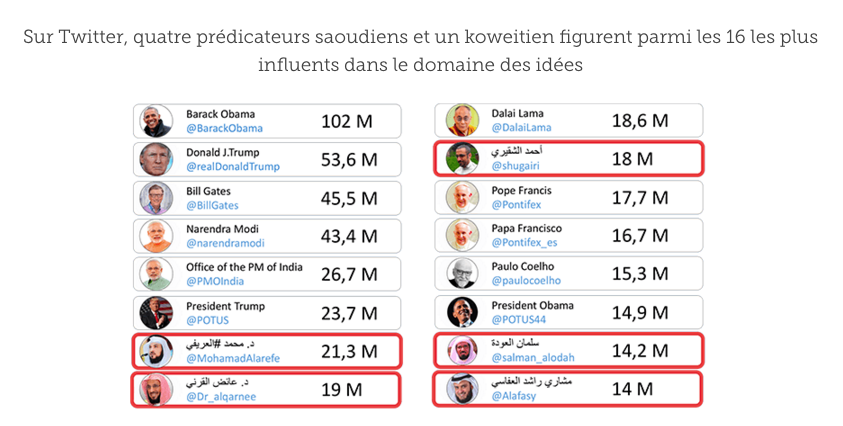 Sur Twitter, quatre prédicateurs saoudiens et un koweitien figurent parmi les 16 les plus
influents dans le domaine des idées
Barack Obama
@BarackObama
102 M
Donald J.Trump
@realDonaldTrump
53,6 M
Bill Gates
@BillGates
45,5 M
Narendra Modi
@narendramodi
43,4 M
Office of the PM of India
@PMOIndia
26,7 M
President Trump
@POTUS
23,7 M
د. محمد #العريفي
@MohamadAlarefe
21,3 M
د. عائض القرني
@Dr_alqarnee
19 M
Dalai Lama
@DalaiLama
18,6 M
أحمد الشقيري
@shugairi
18 M
Pope Francis
@Pontifex
17,7 M
Papa Francisco
@Pontifex_es
16,7 M
Paulo Coelho
@paulocoelho
15,3 M
President Obama
@POTUS44
14,9 M
سلمان العودة
@salman_alodah
14,2 M
مشاري راشد العفاسي
@Alafasy
14 M